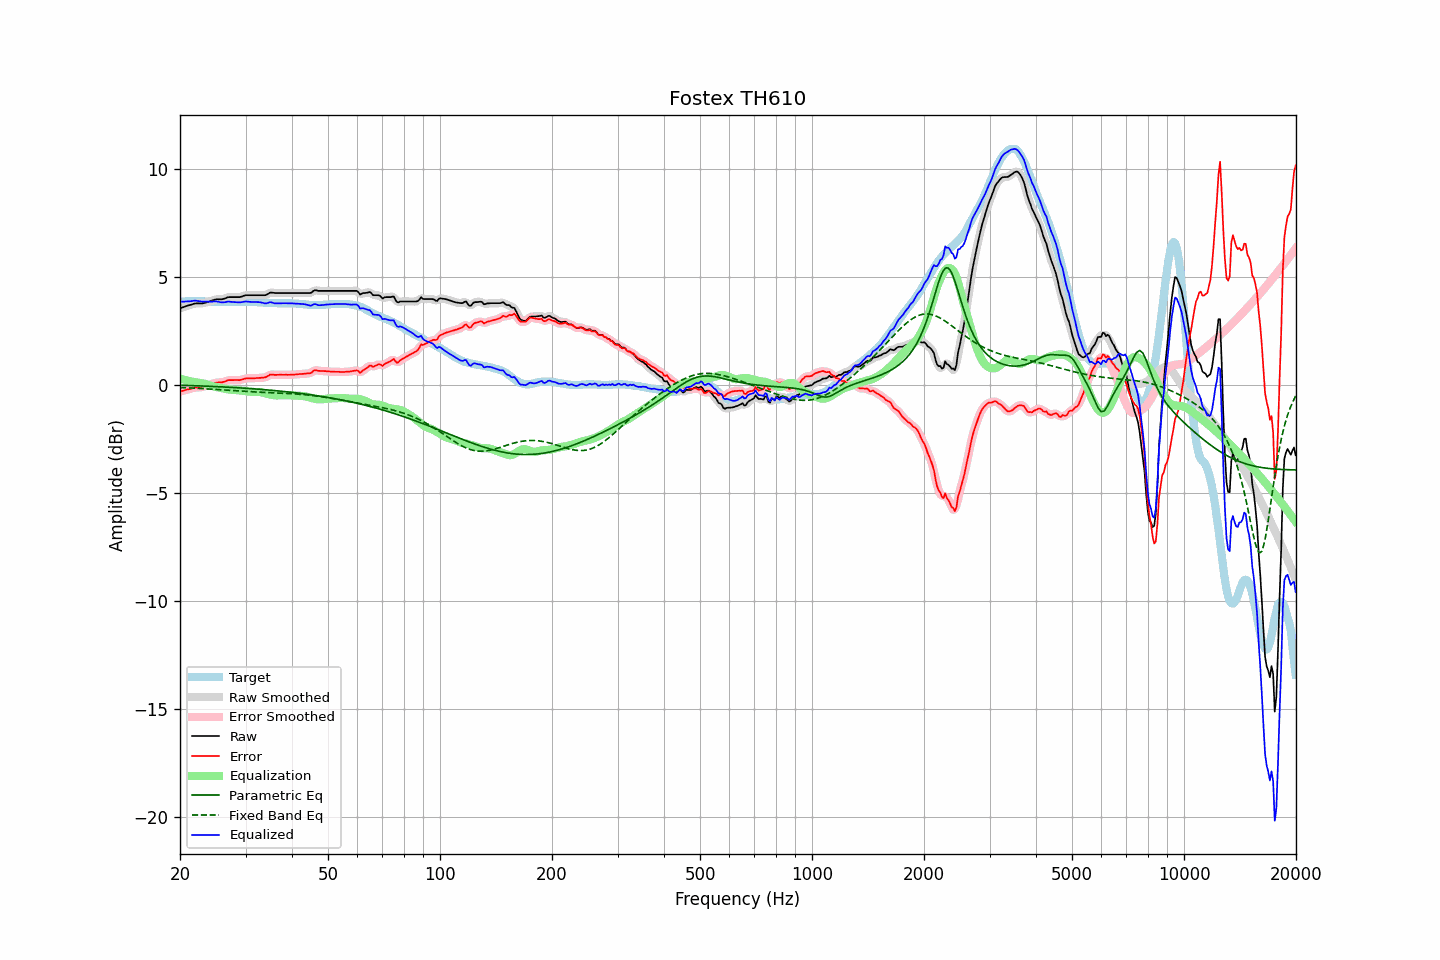 Fostex TH610
Amplitude (dBr)
10
5
0
−5
−10
−15
−20
Target
Raw Smoothed
Error Smoothed
Raw
Error
Equalization
Parametric Eq
Fixed Band Eq
Equalized
20 50 100 200 500 1000 2000 5000 10000 20000
Frequency (Hz)